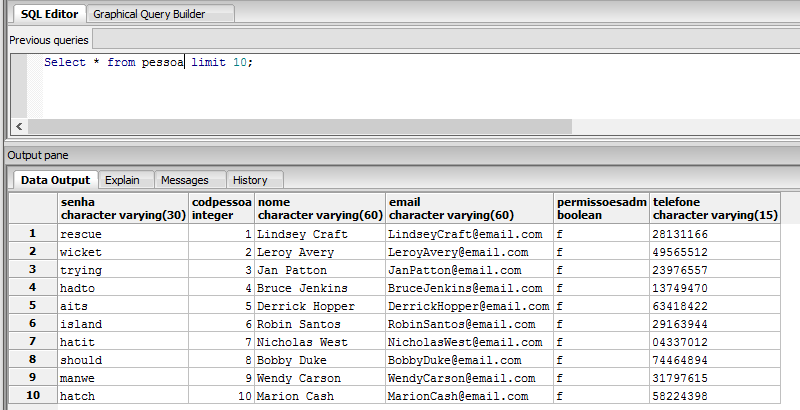 SQL Editor Graphical Query Builder
Previous queries
Select * from pessoa limit 10;
Output pane
Data Output Explain Messages History
senha codpessoa nome email permissoesadm telefone
character varying(30) integer character varying(60) character varying(60) boolean character varying(15)
1 rescue 1 Lindsey Craft LindseyCraft@email.com f 28131166
2 wicket 2 Leroy Avery LeroyAvery@email.com f 49565512
3 trying 3 Jan Patton JanPatton@email.com f 23976557
4 hadto 4 Bruce Jenkins BruceJenkins@email.com f 13749470
5 aits 5 Derrick Hopper DerrickHopper@email.com f 63418422
6 island 6 Robin Santos RobinSantos@email.com f 29163944
7 hatit 7 Nicholas West NicholasWest@email.com f 04337012
8 should 8 Bobby Duke BobbyDuke@email.com f 74464894
9 manwe 9 Wendy Carson WendyCarson@email.com f 31797615
10 hatch 10 Marion Cash MarionCash@email.com f 58224398